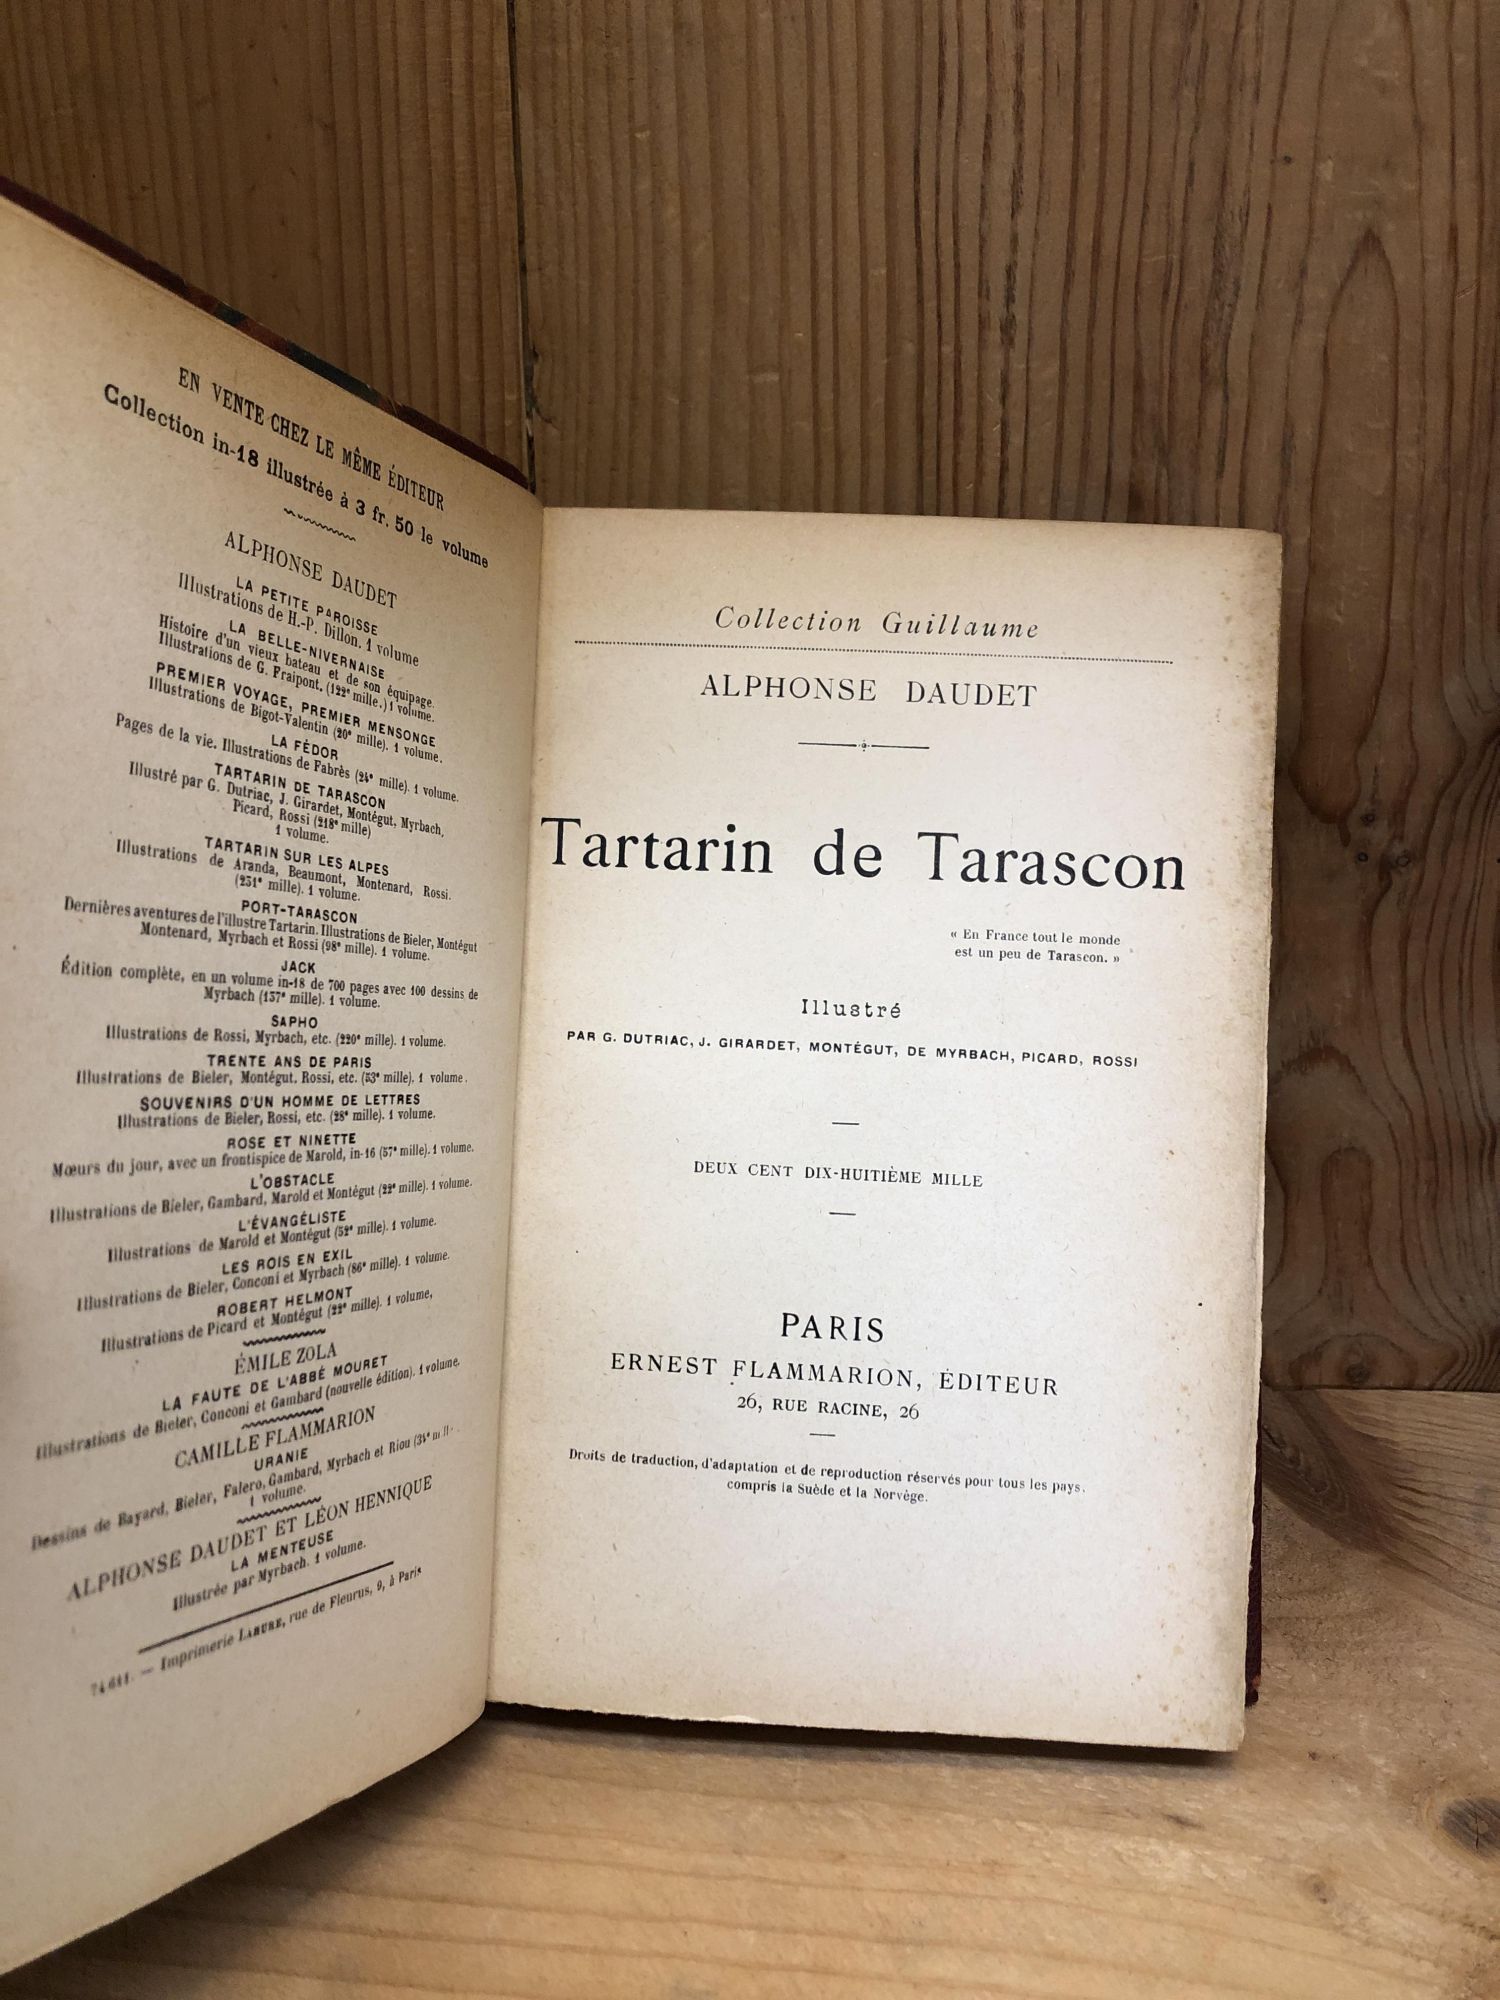 EN VENTE CHEZ LE MÊME ÉDITEUR
Collection in-18 illustrée à 3 fr. 50 le volume
ALPHONSE DAUDET
LA PETITE PAROISSE
Illustrations de H.-P. Dillon. 1 volume
LA BELLE-NIVERNAISE
Histoire d'un vieux bateau et de son équipage.
Illustrations de G. Fraipont. (122e mille.) 1 volume.
PREMIER VOYAGE, PREMIER MENSONGE
Illustrations de Bigot-Valentin (20e mille). 1 volume.
LA FÉDOR
Pages de la vie. Illustrations de Fabrès (24e mille). 1 volume.
TARTARIN DE TARASCON
Illustré par G. Dutriac, J. Girardet, Montégut, Myrbach,
Picard, Rossi (218e mille)
1 volume.
TARTARIN SUR LES ALPES
Illustrations de Aranda, Beaumont, Montenard, Rossi.
(231e mille). 1 volume.
PORT-TARASCON
Dernières aventures de l'illustre Tartarin. Illustrations de Bieler, Montégut
Montenard, Myrbach et Rossi (98e mille). 1 volume.
JACK
Édition complète, en un volume in-18 de 700 pages avec 100 dessins de
Myrbach (137e mille). 1 volume.
SAPHO
Illustrations de Rossi, Myrbach, etc. (220e mille). 1 volume.
TRENTE ANS DE PARIS
Illustrations de Bieler, Montégut. Rossi, etc. (53e mille). 1 volume.
SOUVENIRS D'UN HOMME DE LETTRES
Illustrations de Bieler, Rossi, etc. (28e mille). 1 volume.
ROSE ET NINETTE
Mœurs du jour, avec un frontispice de Marold, in-16 (57e mille). 1 volume.
L'OBSTACLE
Illustrations de Bieler, Gambard, Marold et Montégut (22e mille). 1 volume.
L'ÉVANGÉLISTE
Illustrations de Marold et Montégut (52e mille). 1 volume.
LES ROIS EN EXIL
Illustrations de Bieler, Conconi et Myrbach (86e mille). 1 volume.
ROBERT HELMONT
Illustrations de Picard et Montégut (22e mille). 1 volume,
ÉMILE ZOLA
LA FAUTE DE L'ABBÉ MOURET
Illustrations de Bieler, Conconi et Gambard (nouvelle édition). 1 volume.
CAMILLE FLAMMARION
URANIE
Dessins de Bayard, Bieler, Falero, Gambard, Myrbach et Riou
1 volume.
ALPHONSE DAUDET ET LÉON HENNIQUE
LA MENTEUSE
Illustrée par Myrbach. 1 volume.
— Imprimerie LAHURE, rue de Fleurus, 9, à Paris
Collection Guillaume
ALPHONSE DAUDET
Tartarin de Tarascon
« En France tout le monde
est un peu de Tarascon. »
Illustré
PAR G. DUTRIAC, J. GIRARDET, MONTÉGUT, DE MYRBACH, PICARD, ROSSI
DEUX CENT DIX-HUITIÈME MILLE
PARIS
ERNEST FLAMMARION, ÉDITEUR
26, RUE RACINE, 26
Droits de traduction, d'adaptation et de reproduction réservés pour tous les pays,
compris la Suède et la Norvège.